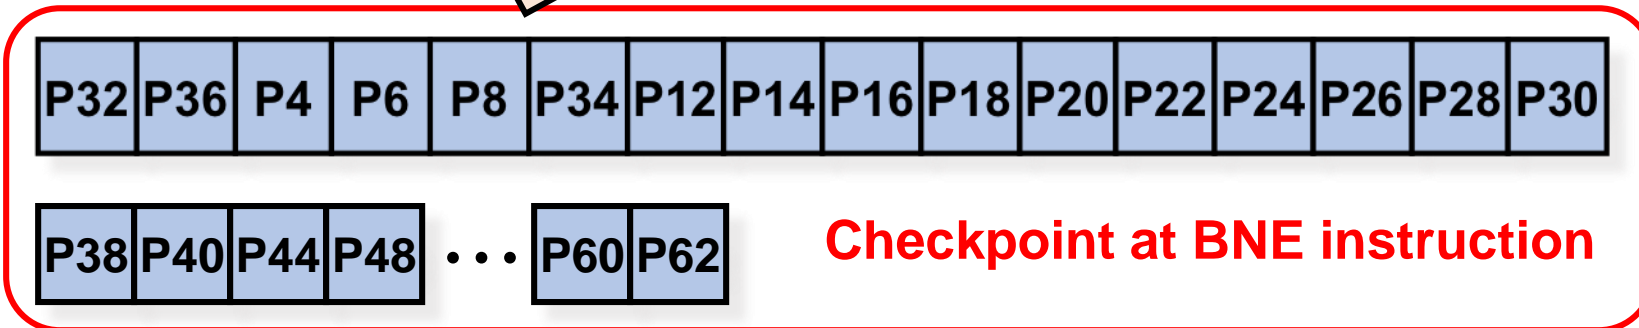 P32 P36 P4 P6 P8 P34 P12 P14 P16 P18 P20 P22 P24 P26 P28 P30
P38 P40 P44 P48 ... P60 P62
Checkpoint at BNE instruction